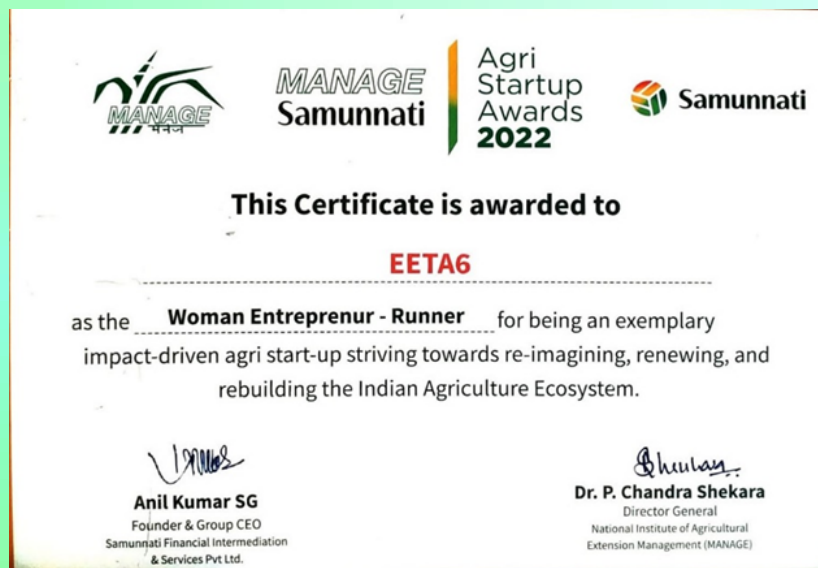 MANAGE
मैनेज
MANAGE
Samunnati
Agri
Startup
Awards
2022
Samunnati
This Certificate is awarded to
EETA6
as the Woman Entreprenur - Runner for being an exemplary
impact-driven agri start-up striving towards re-imagining, renewing, and
rebuilding the Indian Agriculture Ecosystem.
Anil Kumar SG
Founder & Group CEO
Samunnati Financial Intermediation
& Services Pvt Ltd.
Dr. P. Chandra Shekara
Director General
National Institute of Agricultural
Extension Management (MANAGE)